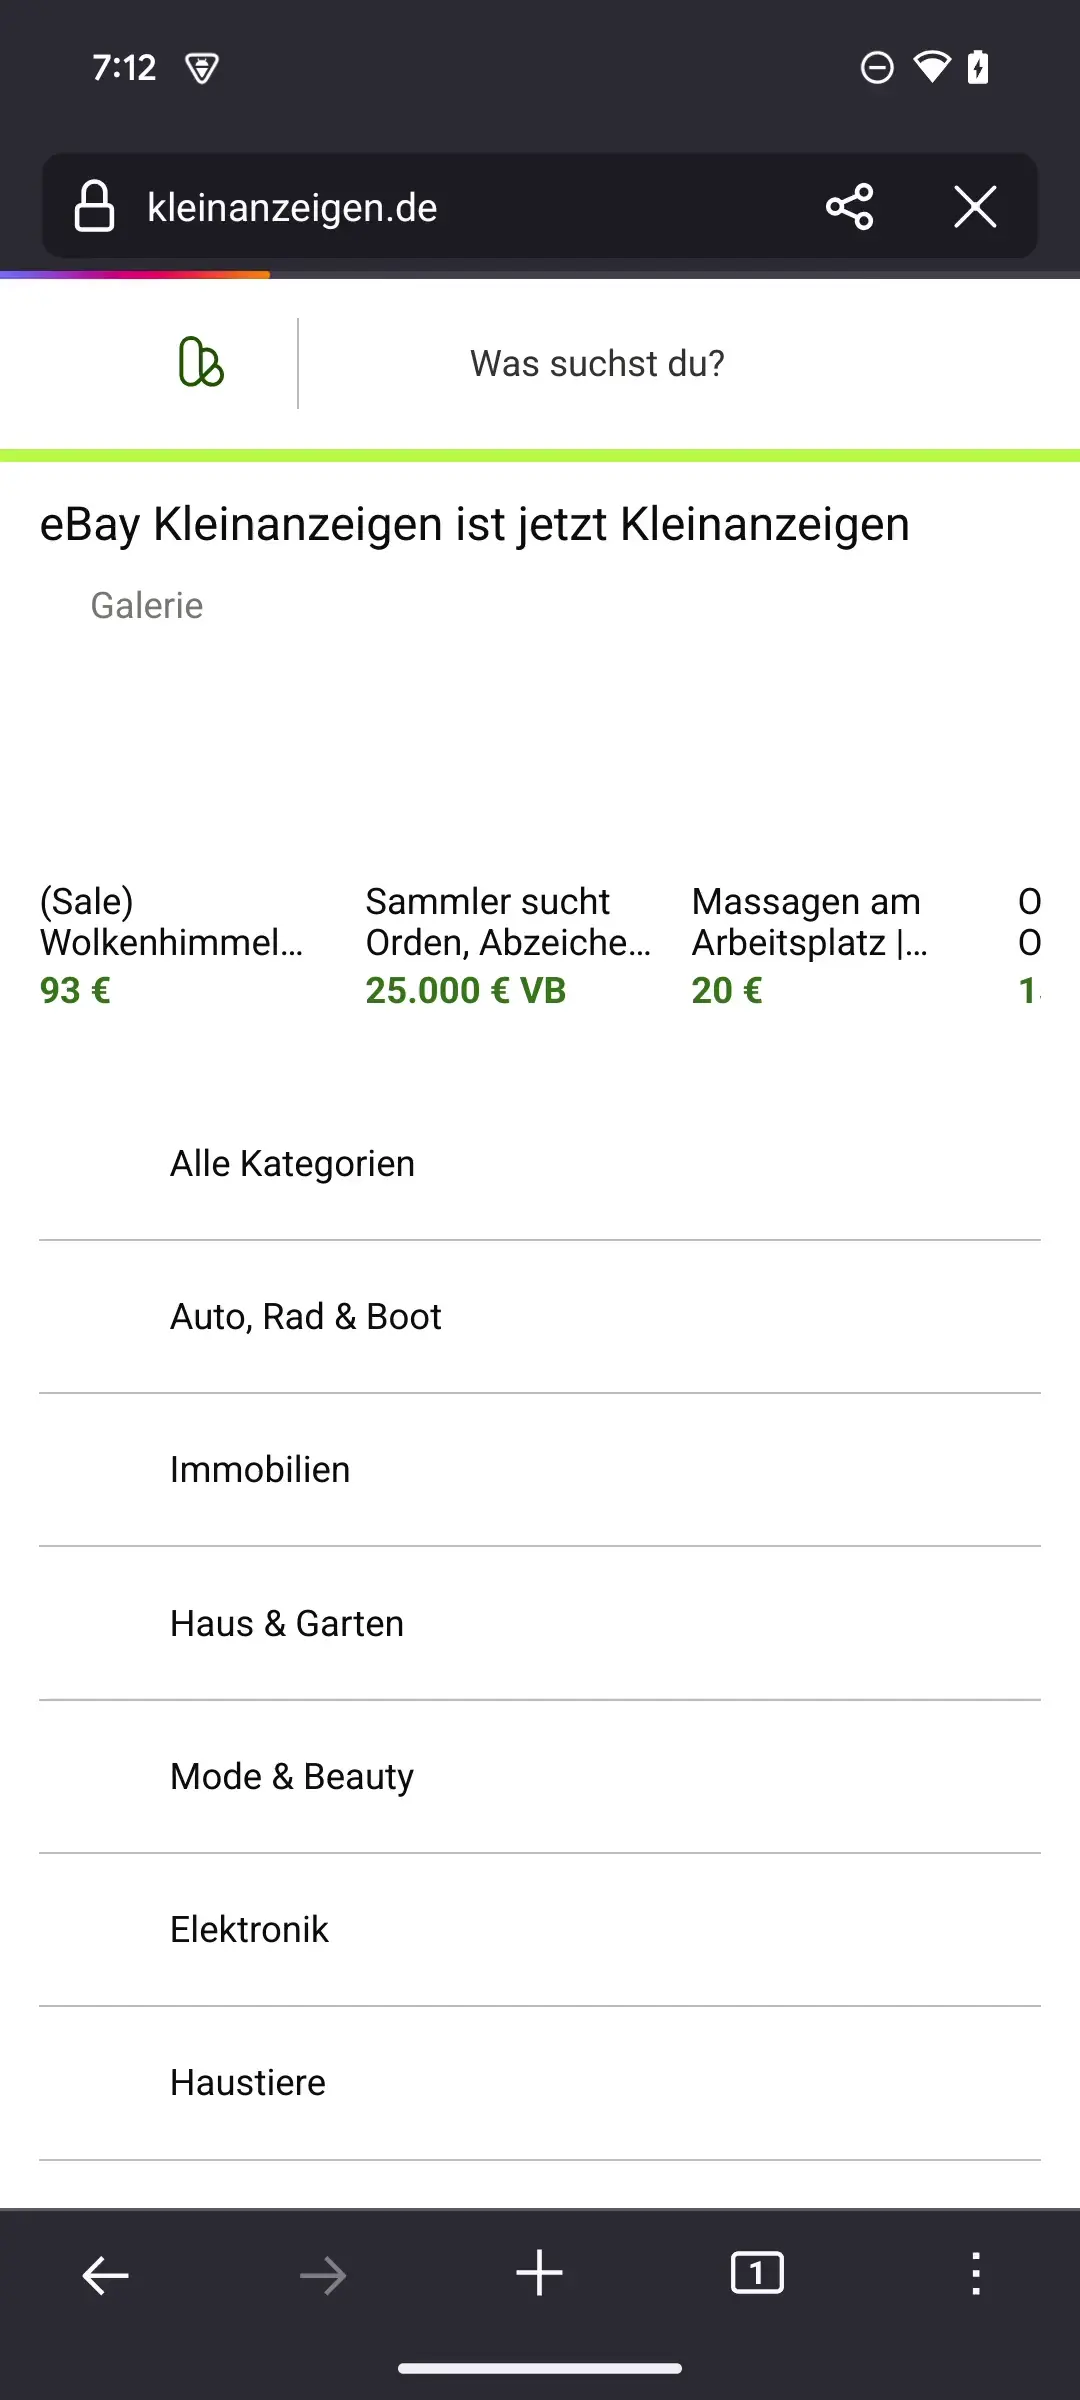 7:12
kleinanzeigen.de
Was suchst du?
eBay Kleinanzeigen ist jetzt Kleinanzeigen
Galerie
(Sale)
Wolkenhimmel...
93 €
Sammler sucht
Orden, Abzeiche...
25.000 € VB
Massagen am
Arbeitsplatz |...
20 €
O
O
1
Alle Kategorien
Auto, Rad & Boot
Immobilien
Haus & Garten
Mode & Beauty
Elektronik
Haustiere
1